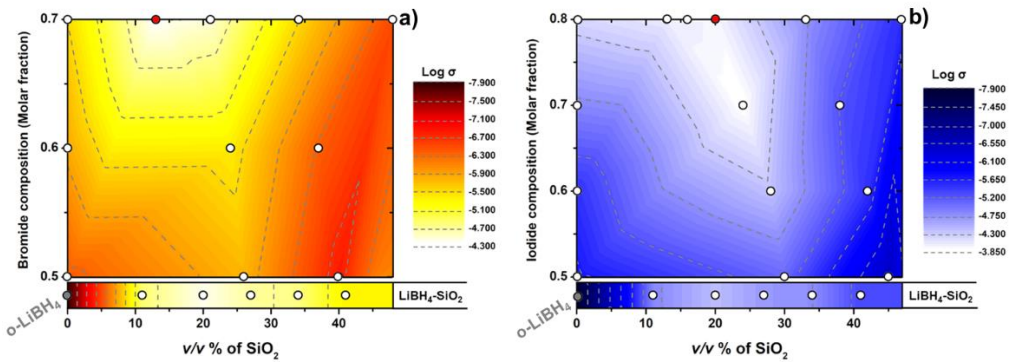 a)
Bromide composition (Molar fraction)
0.7
0.6
0.5
Log σ
-7.900
-7.500
-7.100
-6.700
-6.300
-5.900
-5.500
-5.100
-4.700
-4.300
LiBH4-SiO2
o-LiBH4
0 10 20 30 40
v/v % of SiO2
b)
Iodide composition (Molar fraction)
0.8
0.7
0.6
0.5
Log σ
-7.900
-7.450
-7.000
-6.550
-6.100
-5.650
-5.200
-4.750
-4.300
-3.850
LiBH4-SiO2
o-LiBH4
0 10 20 30 40
v/v % of SiO2